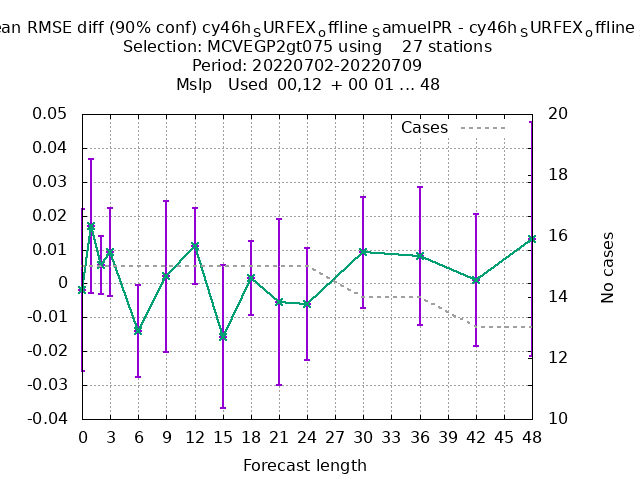 ean RMSE diff (90% conf) cy46h_SURFEX_offline_SamuelPR - cy46h_SURFEX_offline
Selection: MCVEGP2gt075 using 27 stations
Period: 20220702-20220709
Mslp Used 00,12 + 00 01 ... 48
Cases
0.05
0.04
0.03
0.02
0.01
0
-0.01
-0.02
-0.03
-0.04
20
18
16
14
12
10
No cases
0 3 6 9 12 15 18 21 24 27 30 33 36 39 42 45 48
Forecast length